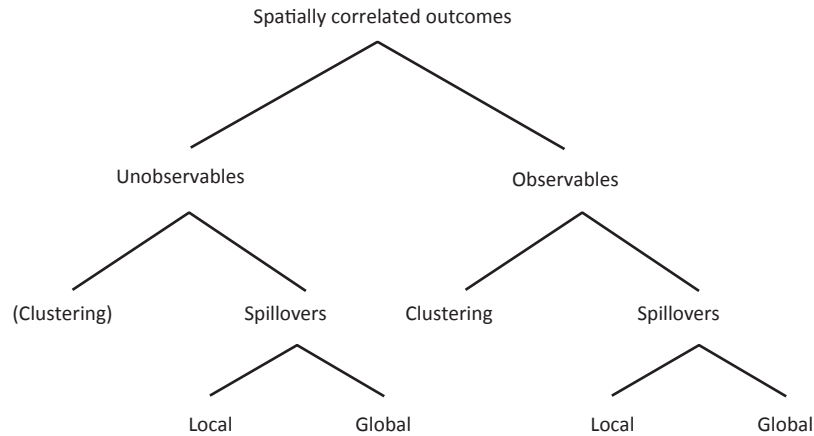 Spatially correlated outcomes
Unobservables
Observables
(Clustering)
Spillovers
Clustering
Spillovers
Local
Global
Local
Global